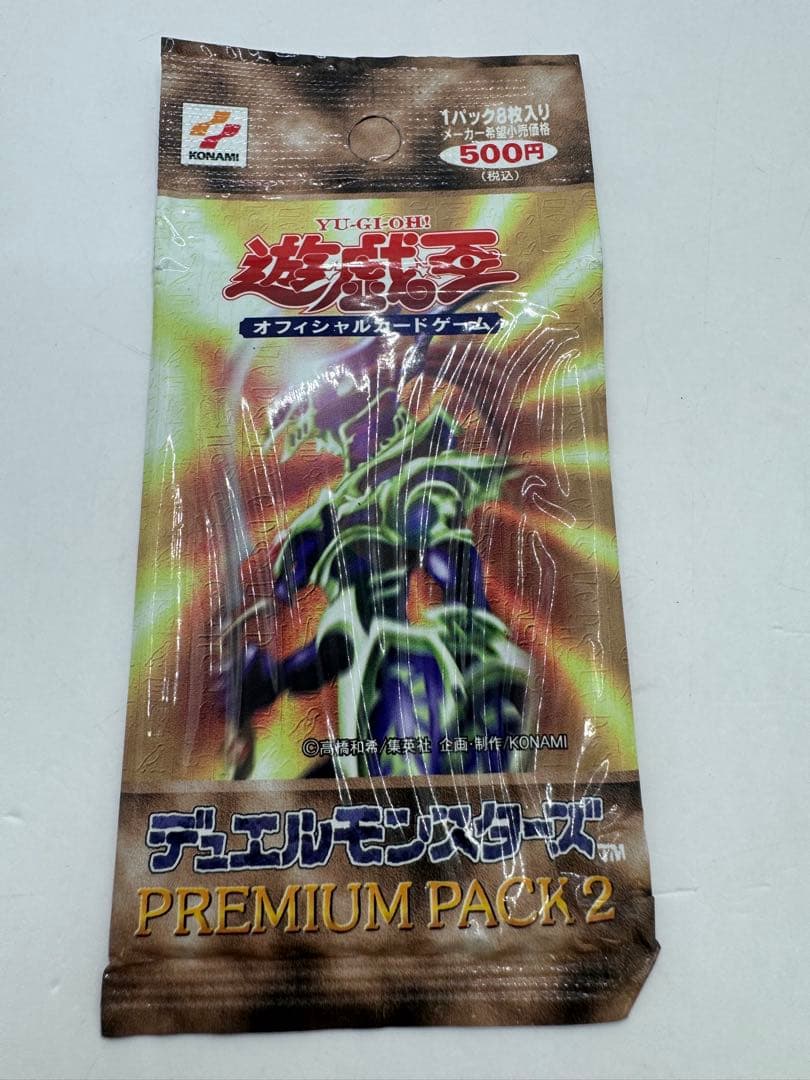 KONAMI
1パック8枚入り
メーカー希望小売価格
500円
(税込)
YU-GI-OH!
遊戯王
オフィシャルカードゲーム
©高橋和希/集英社 企画・制作/KONAMI
デュエルモンスターズ™
PREMIUM PACK 2